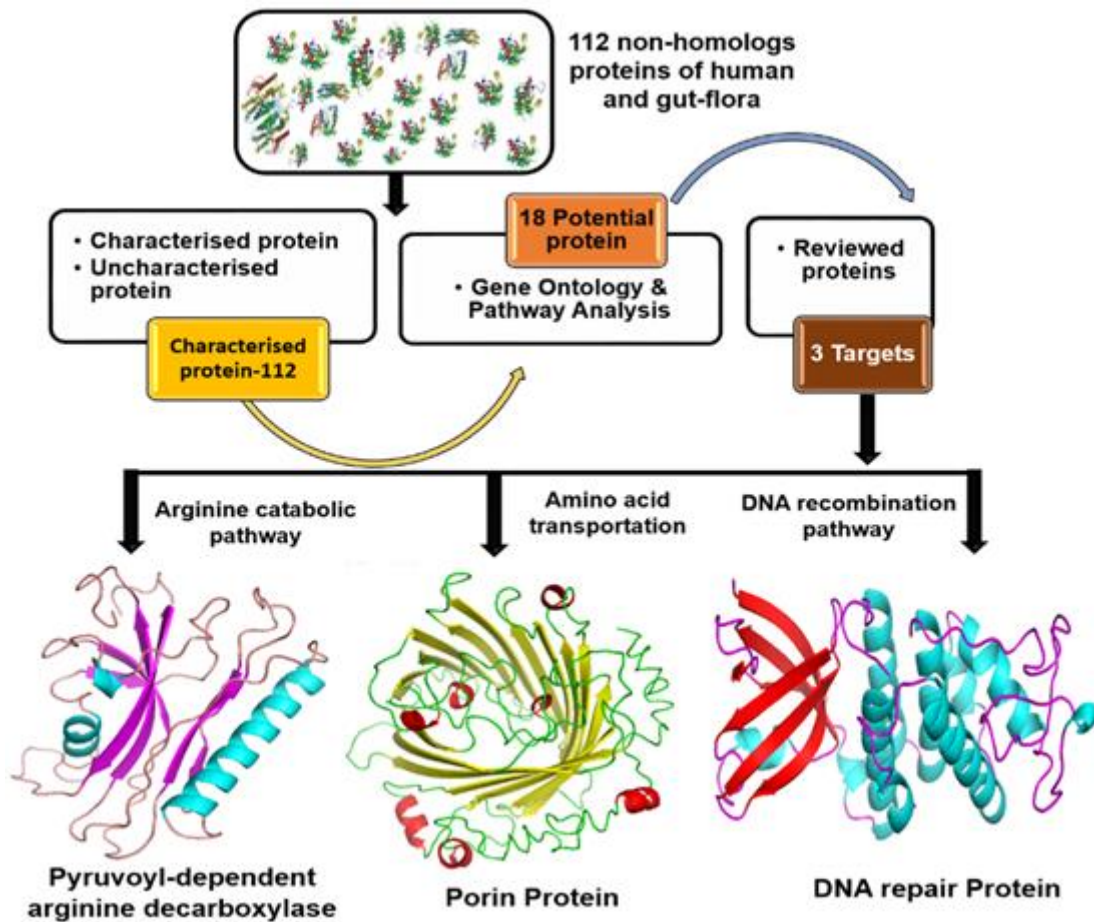 112 non-homologs
proteins of human
and gut-flora
• Characterised protein
• Uncharacterised
protein
Characterised
protein-112
18 Potential
protein
• Gene Ontology &
Pathway Analysis
• Reviewed
proteins
3 Targets
Arginine catabolic
pathway
Amino acid
transportation
DNA recombination
pathway
Pyruvoyl-dependent
arginine decarboxylase
Porin Protein
DNA repair Protein